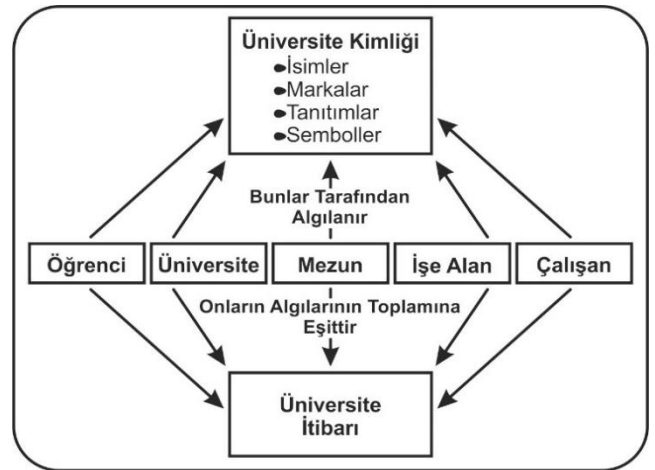 Üniversite Kimliği
İsimler
Markalar
Tanıtımlar
Semboller
Bunlar Tarafından
Algılanır
Öğrenci
Üniversite
Mezun
İşe Alan
Çalışan
Onların Algılarının Toplamına
Eşittir
Üniversite
İtibarı